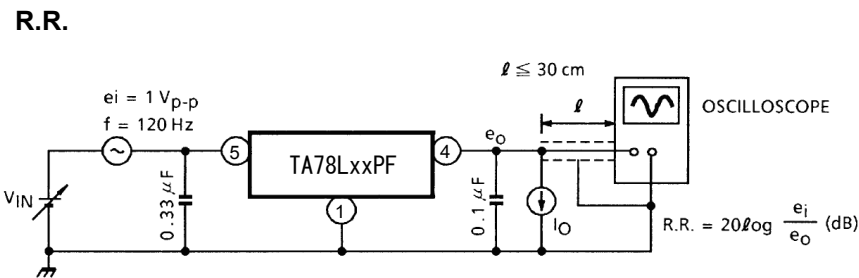 R.R.
ℓ ≦ 30 cm
ei = 1 Vp-p
f = 120 Hz
ℓ
OSCILLOSCOPE
eO
5
TA78LxxPF
4
VIN
0.33 μF
1
0.1 μF
IO
R.R. = 20ℓog ei/eo (dB)